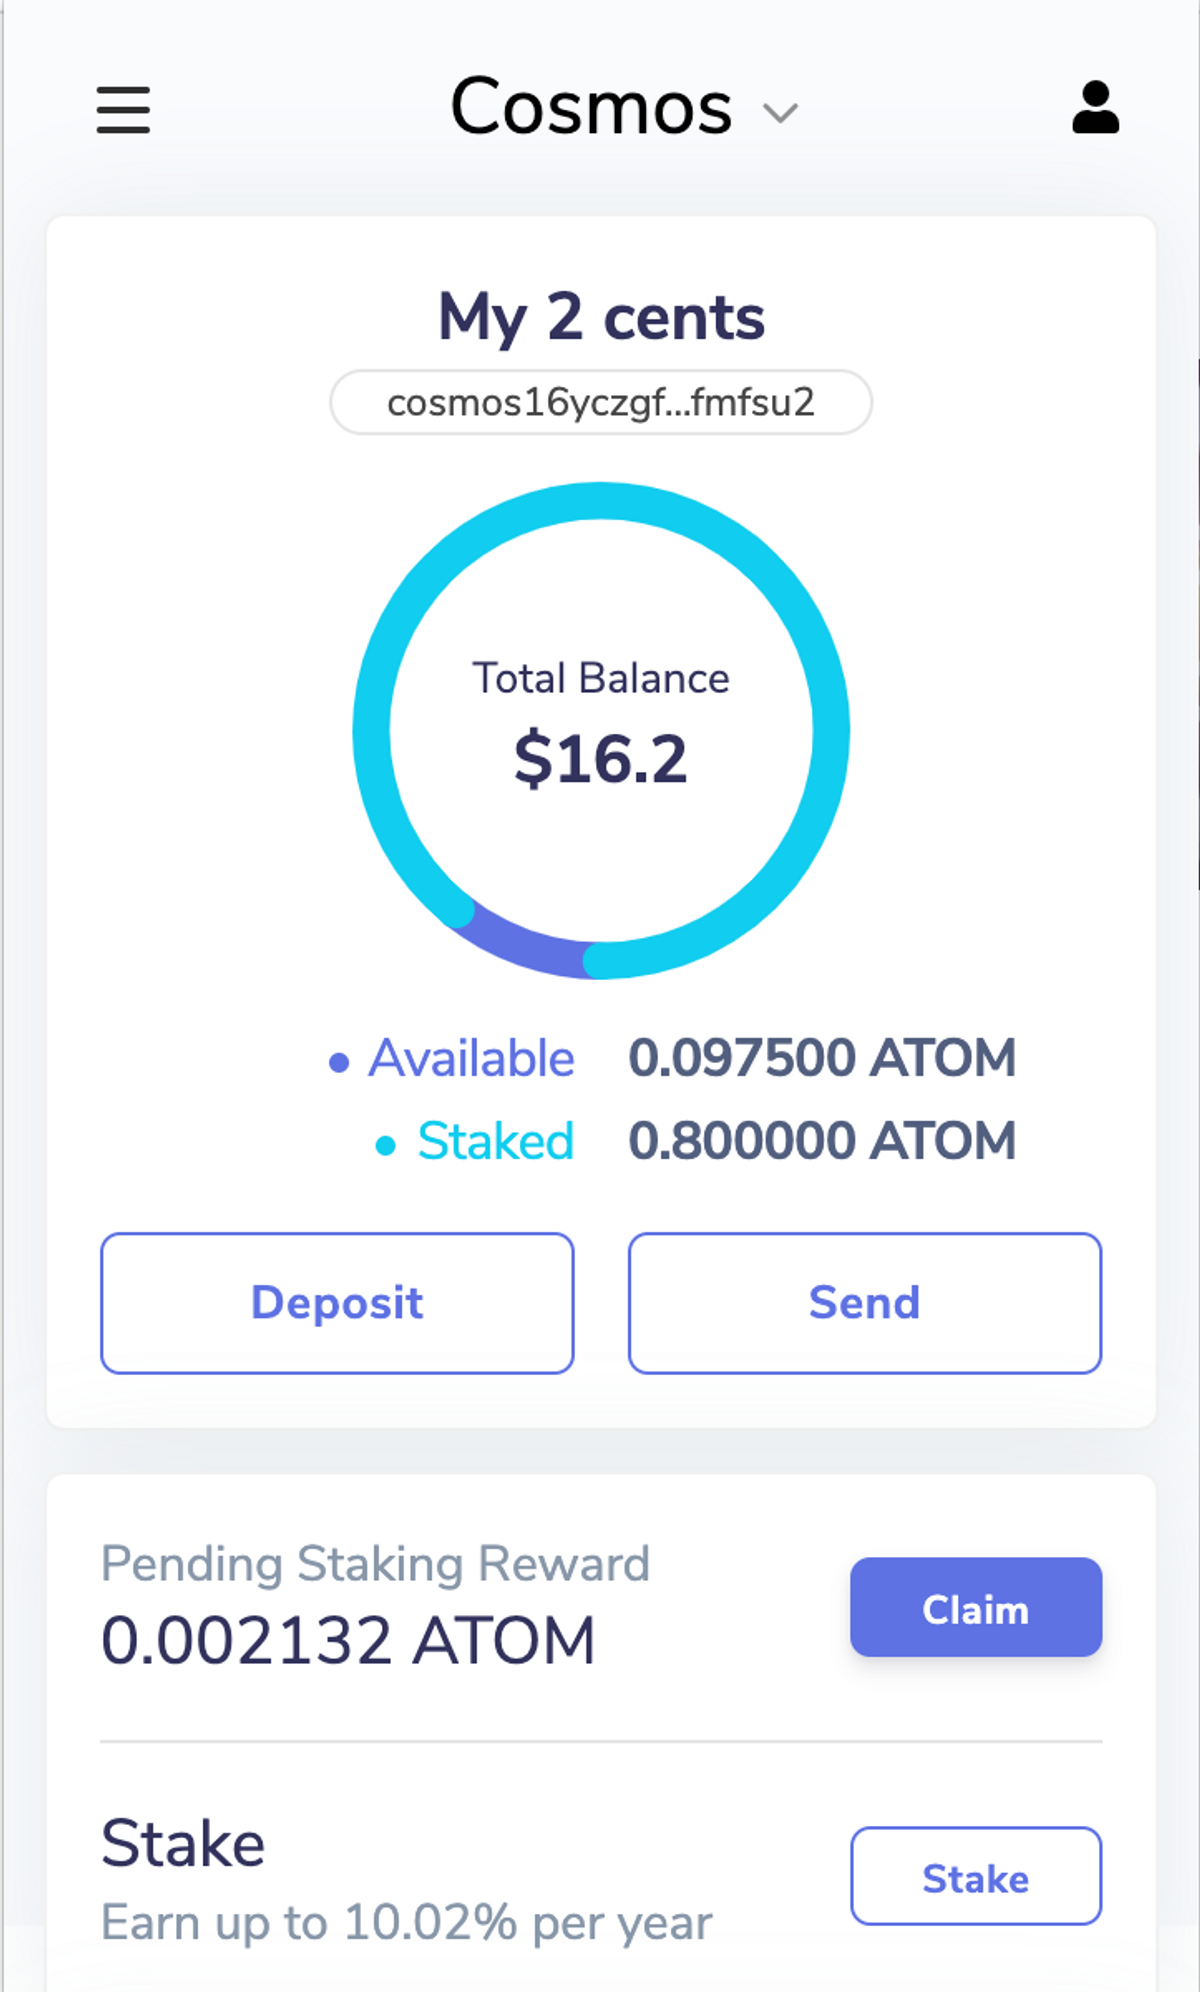 Cosmos
My 2 cents
cosmos16yczgf...fmfsu2
Total Balance
$16.2
Available 0.097500 ATOM
Staked 0.800000 ATOM
Deposit Send
Pending Staking Reward
0.002132 ATOM
Claim
Stake
Earn up to 10.02% per year
Stake